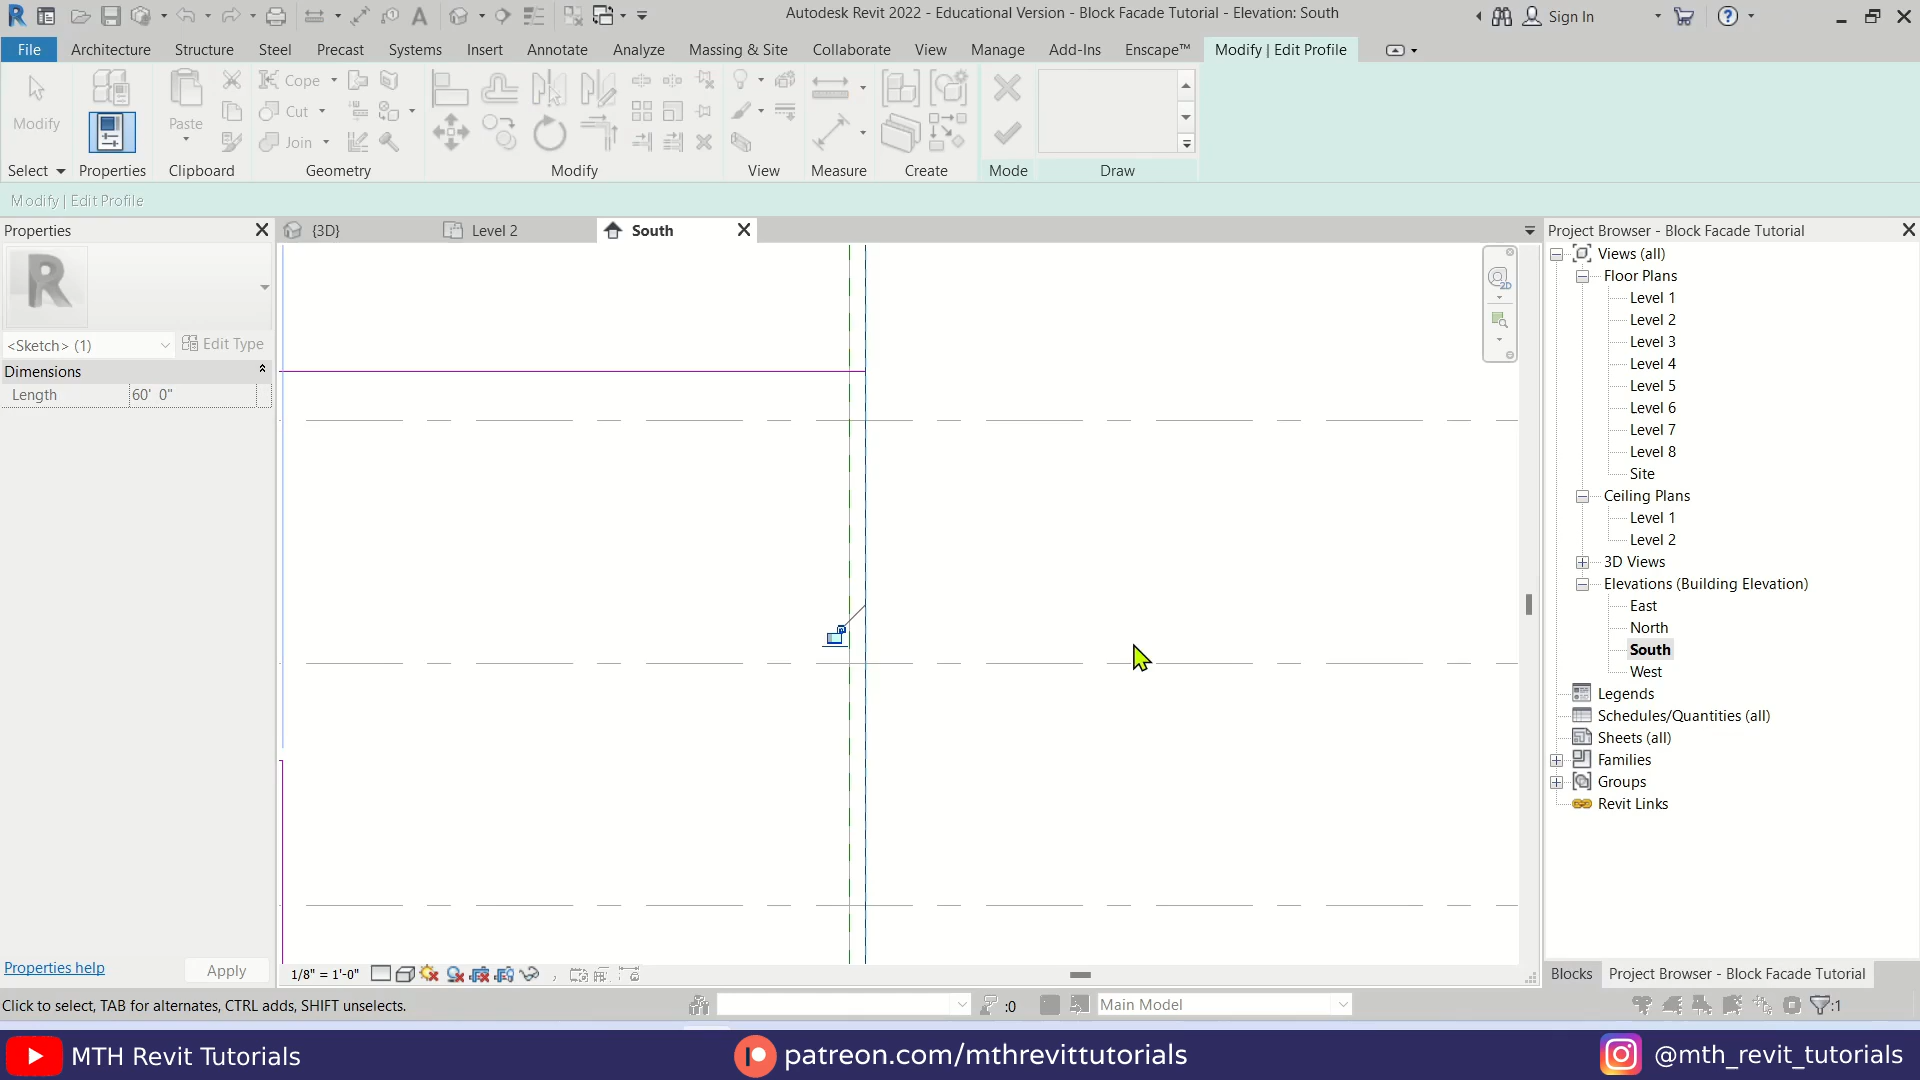 Autodesk Revit 2022 - Educational Version - Block Facade Tutorial - Elevation: South
Sign In
File Architecture Structure Steel Precast Systems Insert Annotate Analyze Massing & Site Collaborate View Manage Add-Ins Enscape™ Modify | Edit Profile
Modify
Paste
Cope
Cut
Join
Select Properties Clipboard Geometry Modify View Measure Create Mode Draw
Modify | Edit Profile
Properties
{3D}
Level 2
South
Project Browser - Block Facade Tutorial
R
<Sketch> (1)
Edit Type
Dimensions
Length 60' 0"
2D
Views (all)
Floor Plans
Level 1
Level 2
Level 3
Level 4
Level 5
Level 6
Level 7
Level 8
Site
Ceiling Plans
Level 1
Level 2
3D Views
Elevations (Building Elevation)
East
North
South
West
Legends
Schedules/Quantities (all)
Sheets (all)
Families
Groups
Revit Links
Properties help
Apply
1/8" = 1'-0"
Blocks
Project Browser - Block Facade Tutorial
Click to select, TAB for alternates, CTRL adds, SHIFT unselects.
:0
Main Model
:1
MTH Revit Tutorials
patreon.com/mthrevittutorials
@mth_revit_tutorials